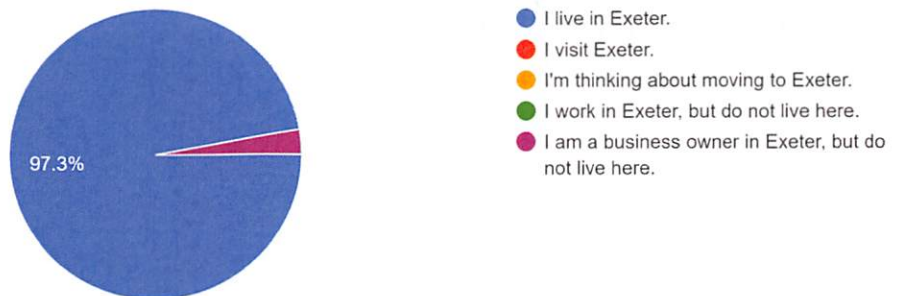 97.3%
I live in Exeter.
I visit Exeter.
I'm thinking about moving to Exeter.
I work in Exeter, but do not live here.
I am a business owner in Exeter, but do
not live here.